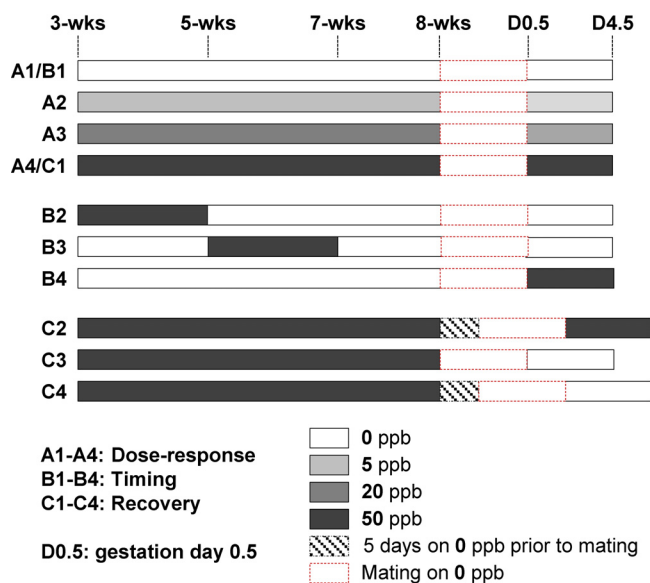 3-wks 5-wks 7-wks 8-wks D0.5 D4.5
A1/B1
A2
A3
A4/C1
B2
B3
B4
C2
C3
C4
A1-A4: Dose-response
B1-B4: Timing
C1-C4: Recovery
D0.5: gestation day 0.5
0 ppb
5 ppb
20 ppb
50 ppb
5 days on 0 ppb prior to mating
Mating on 0 ppb